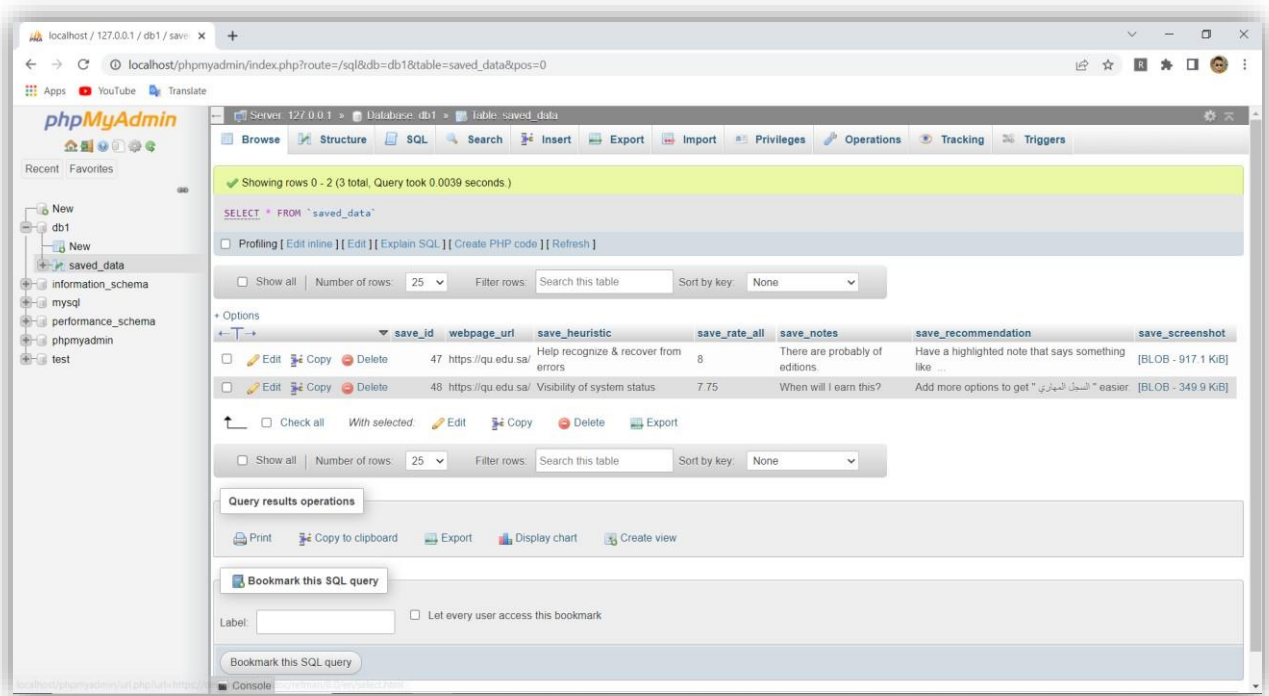 localhost / 127.0.0.1 / db1 / save
localhost/phpmyadmin/index.php?route=/sql&db=db1&table=saved_data&pos=0
Apps YouTube Translate
phpMyAdmin
Recent Favorites
New
db1
New
saved_data
information_schema
mysql
performance_schema
phpmyadmin
test
Server: 127.0.0.1 » Database: db1 » Table: saved_data
Browse Structure SQL Search Insert Export Import Privileges Operations Tracking Triggers
Showing rows 0 - 2 (3 total, Query took 0.0039 seconds.)
SELECT * FROM `saved_data`
Profiling [ Edit inline ] [ Edit ] [ Explain SQL ] [ Create PHP code ] [ Refresh ]
Show all | Number of rows: 25 Filter rows: Search this table Sort by key: None
+ Options
←T→ save_id webpage_url save_heuristic save_rate_all save_notes save_recommendation save_screenshot
Edit Copy Delete 47 https://qu.edu.sa/ Help recognize & recover from errors 8 There are probably of editions. Have a highlighted note that says something like ... [BLOB - 917.1 KiB]
Edit Copy Delete 48 https://qu.edu.sa/ Visibility of system status 7.75 When will I earn this? Add more options to get " السجل المهاري " easier. [BLOB - 349.9 KiB]
Check all With selected: Edit Copy Delete Export
Show all | Number of rows: 25 Filter rows: Search this table Sort by key: None
Query results operations
Print Copy to clipboard Export Display chart Create view
Bookmark this SQL query
Label: Let every user access this bookmark
Bookmark this SQL query
Console